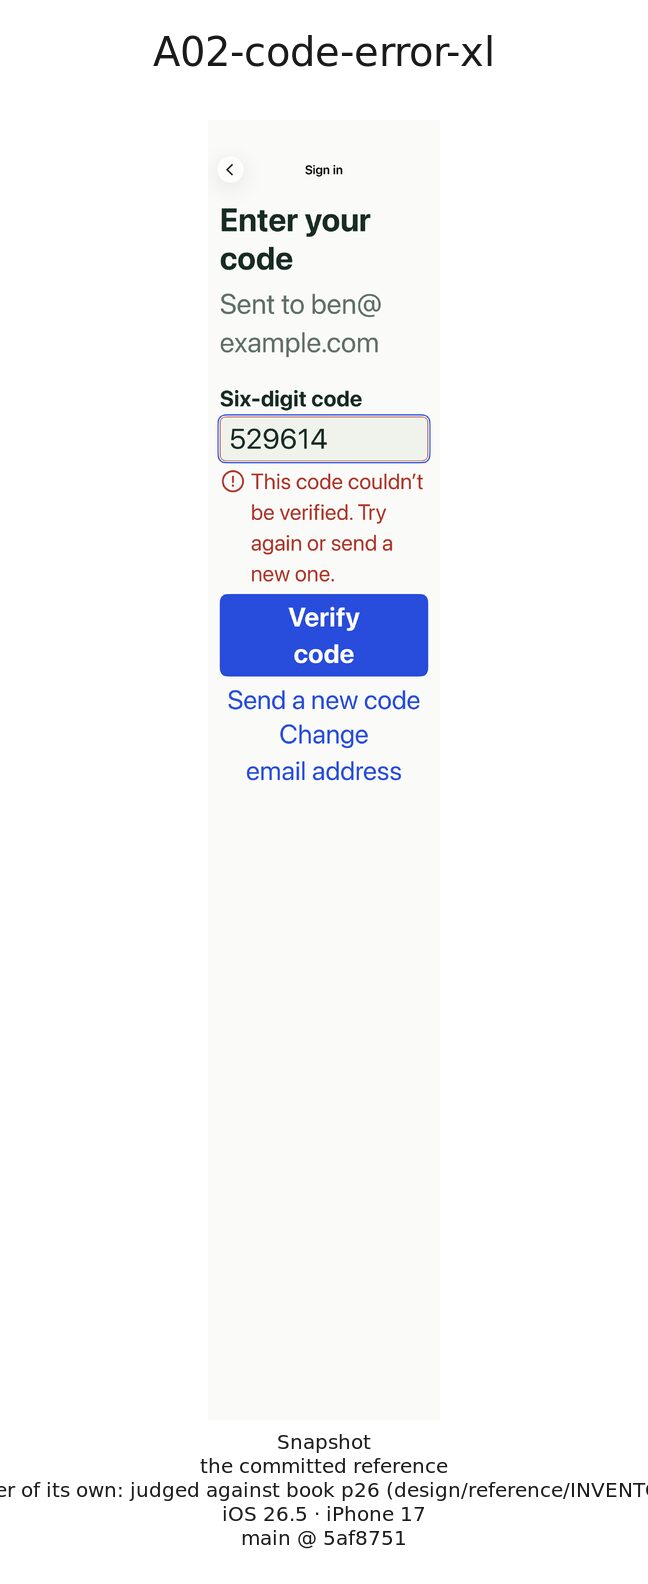 A02-code-error-xl
Sign in
Enter your
code
Sent to ben@
example.com
Six-digit code
529614
This code couldn’t
be verified. Try
again or send a
new one.
Verify
code
Send a new code
Change
email address
Snapshot
the committed reference
of its own: judged against book p26 (design/reference/
iOS 26.5 · iPhone 17
main @ 5af8751